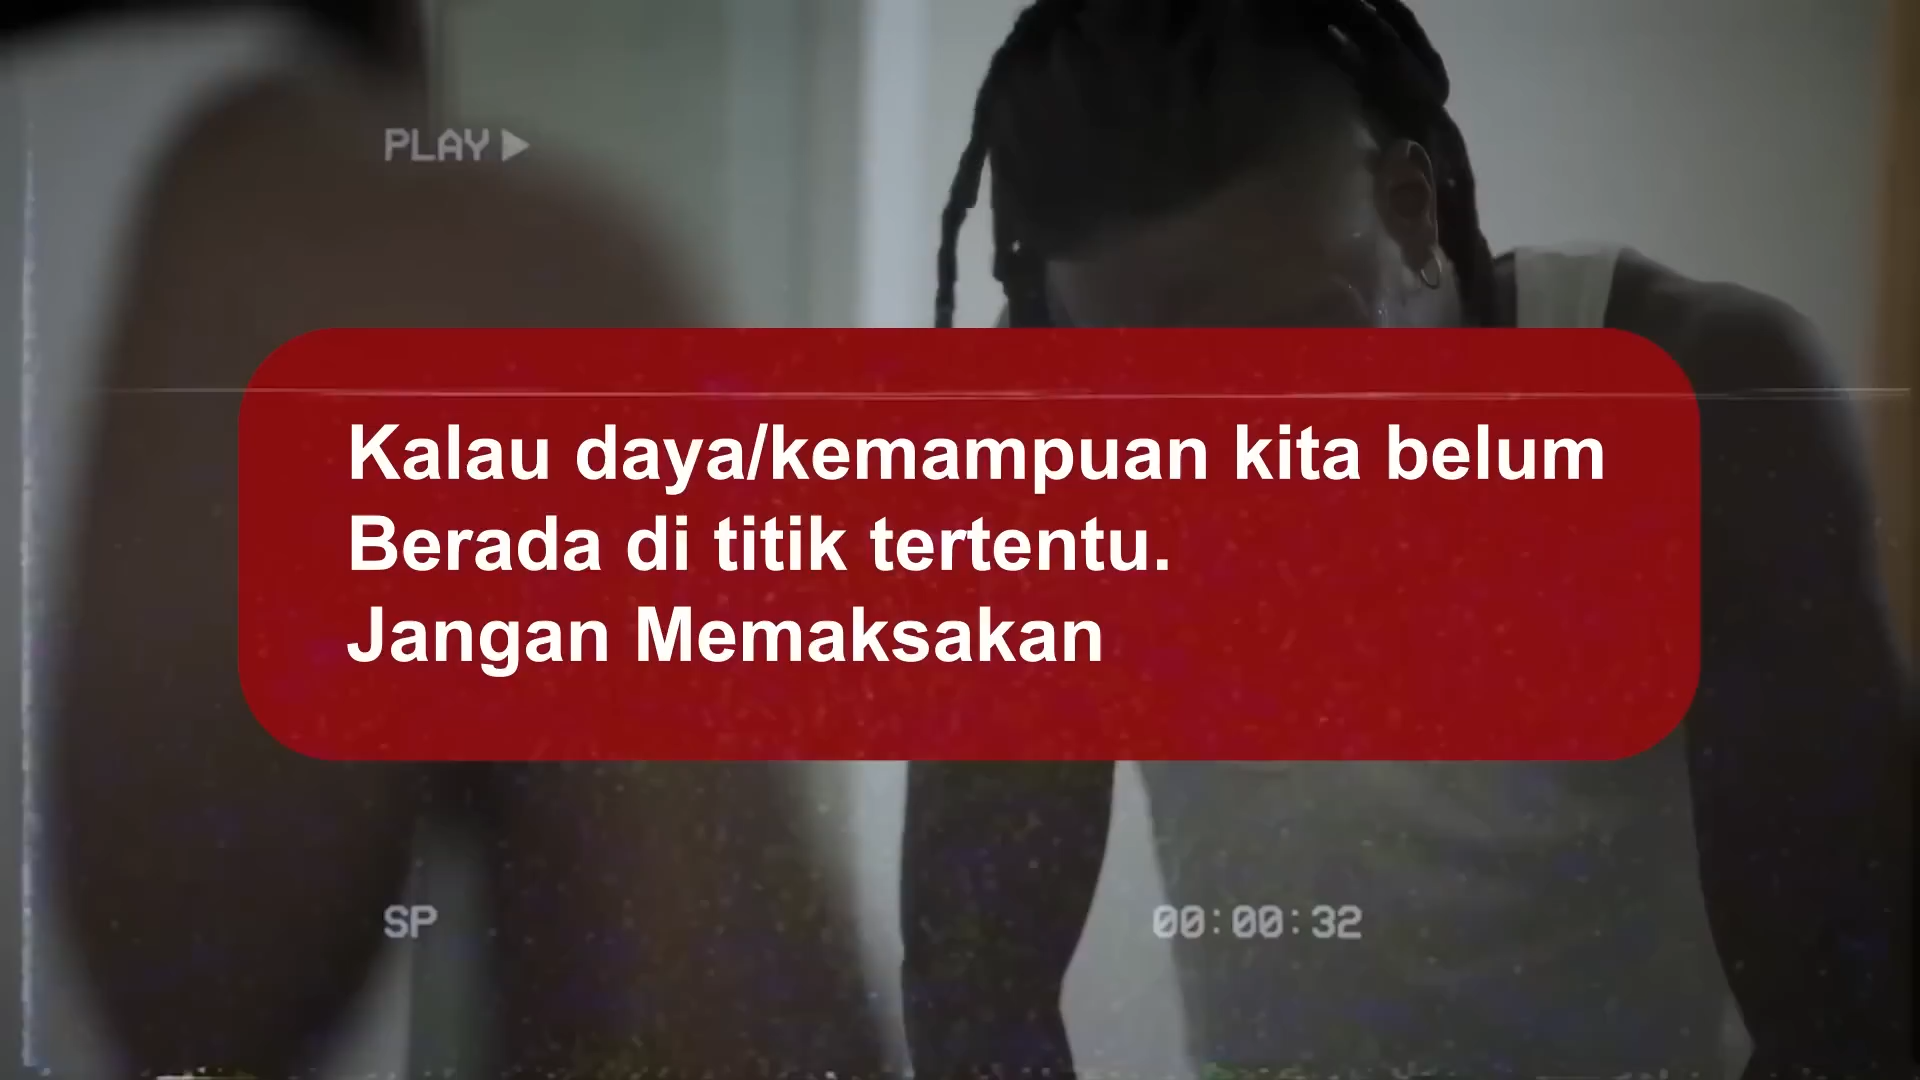 PLAY
Kalau daya/kemampuan kita belum
Berada di titik tertentu.
Jangan Memaksakan
SP
00:00:32